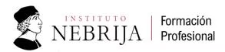 INSTITUTO
NEBRIJA
Formación
Profesional